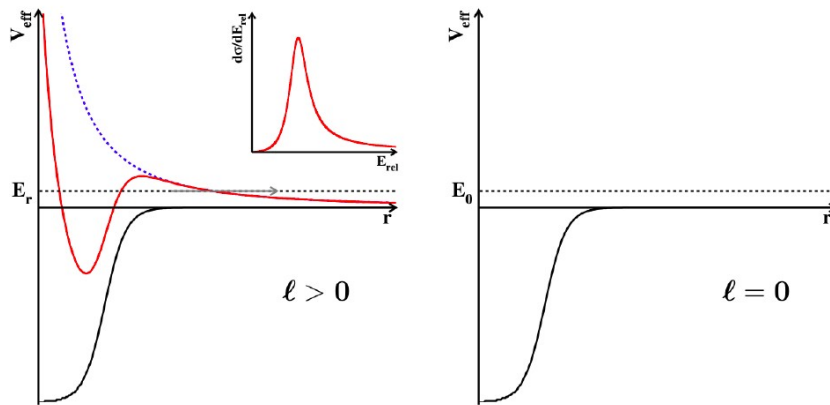 V_eff
dσ/dE_rel
E_rel
E_r
r
ℓ > 0
V_eff
E_0
r
ℓ = 0